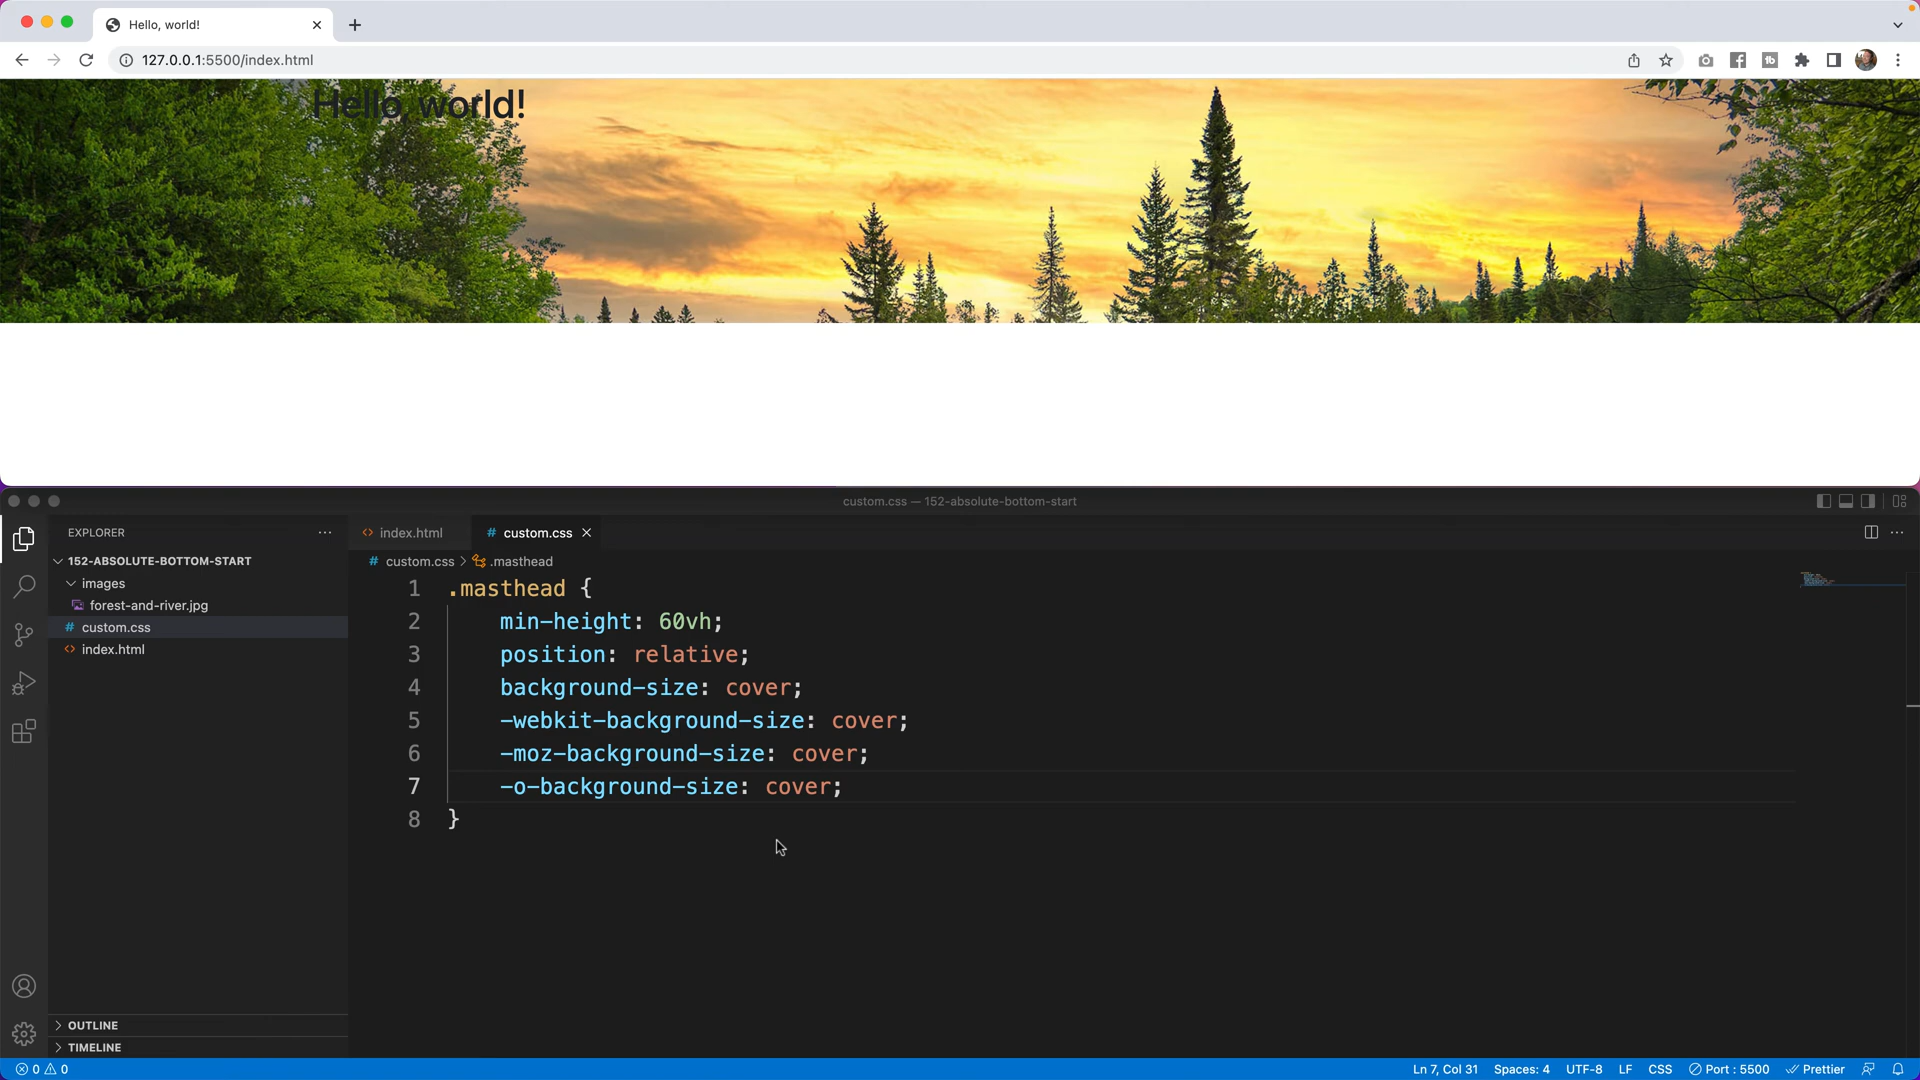 Hello, world!
127.0.0.1:5500/index.html
Hello, world!
custom.css — 152-absolute-bottom-start
EXPLORER
152-ABSOLUTE-BOTTOM-START
images
forest-and-river.jpg
# custom.css
<> index.html
OUTLINE
TIMELINE
<> index.html
# custom.css
# custom.css > .masthead
1 .masthead {
2 min-height: 60vh;
3 position: relative;
4 background-size: cover;
5 -webkit-background-size: cover;
6 -moz-background-size: cover;
7 -o-background-size: cover;
8 }
0 0 Ln 7, Col 31 Spaces: 4 UTF-8 LF CSS Port : 5500 Prettier